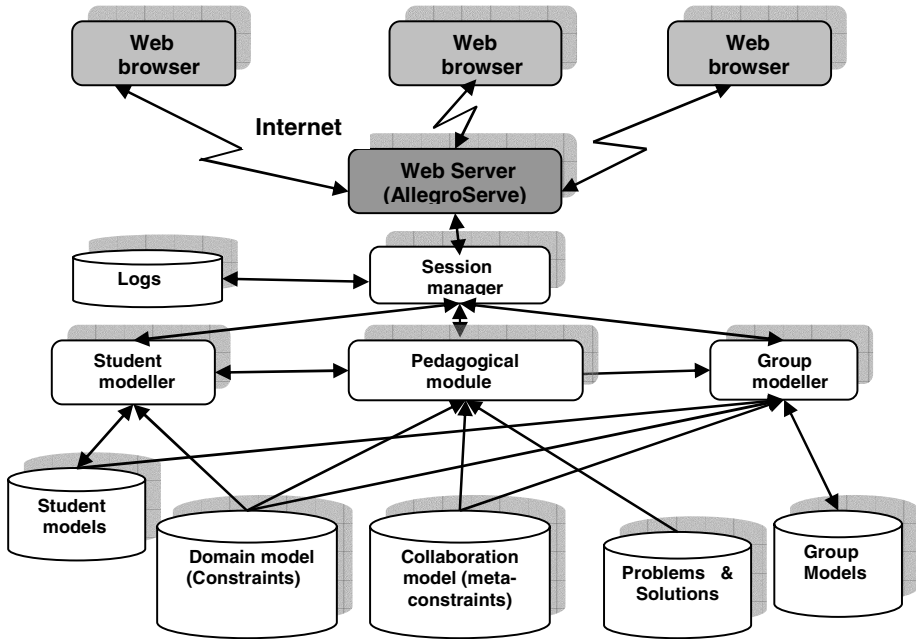 Web
browser
Web
browser
Web
browser
Internet
Web Server
(AllegroServe)
Logs
Session
manager
Student
modeller
Pedagogical
module
Group
modeller
Student
models
Domain model
(Constraints)
Collaboration
model (meta-
constraints)
Problems &
Solutions
Group
Models